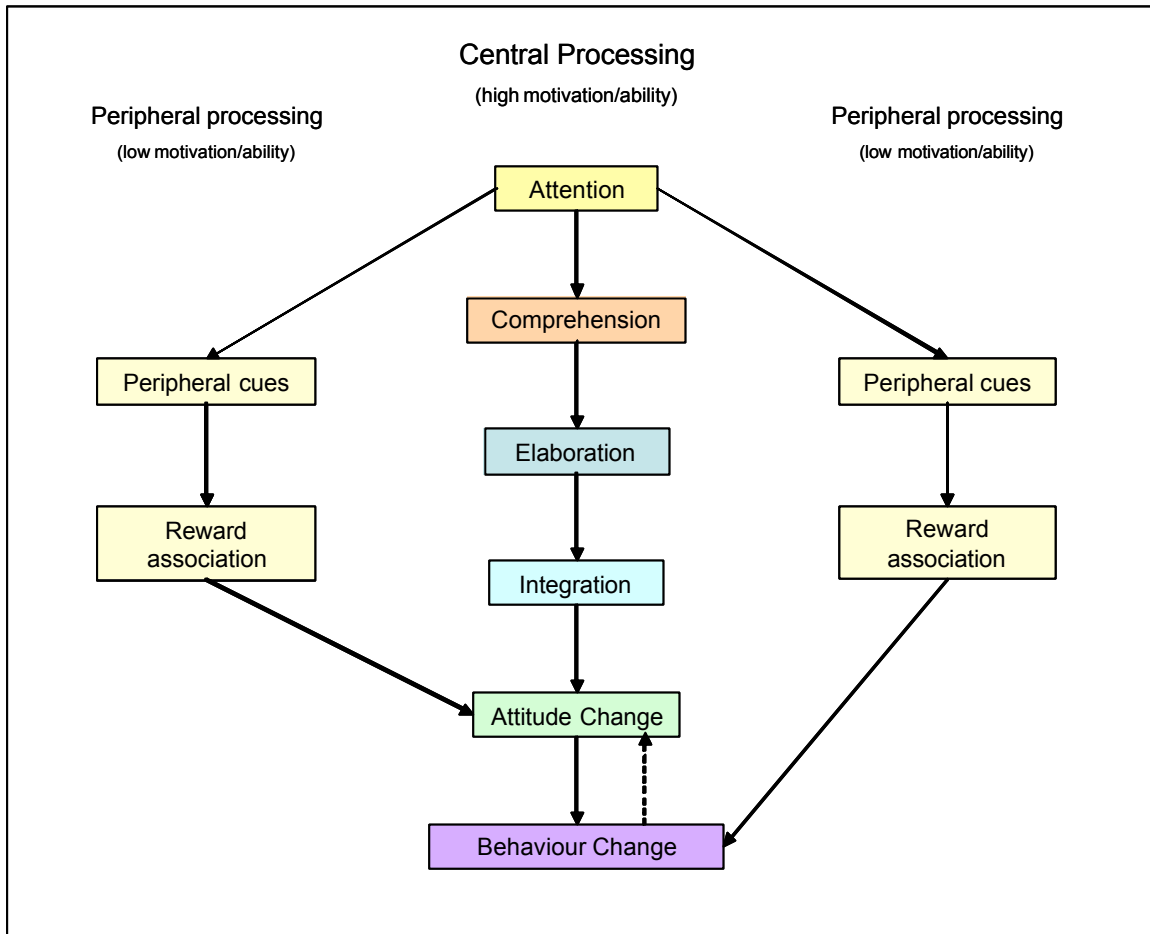 Central Processing
(high motivation/ability)
Peripheral processing
(low motivation/ability)
Peripheral processing
(low motivation/ability)
Attention
Comprehension
Peripheral cues
Peripheral cues
Elaboration
Reward
association
Reward
association
Integration
Attitude Change
Behaviour Change